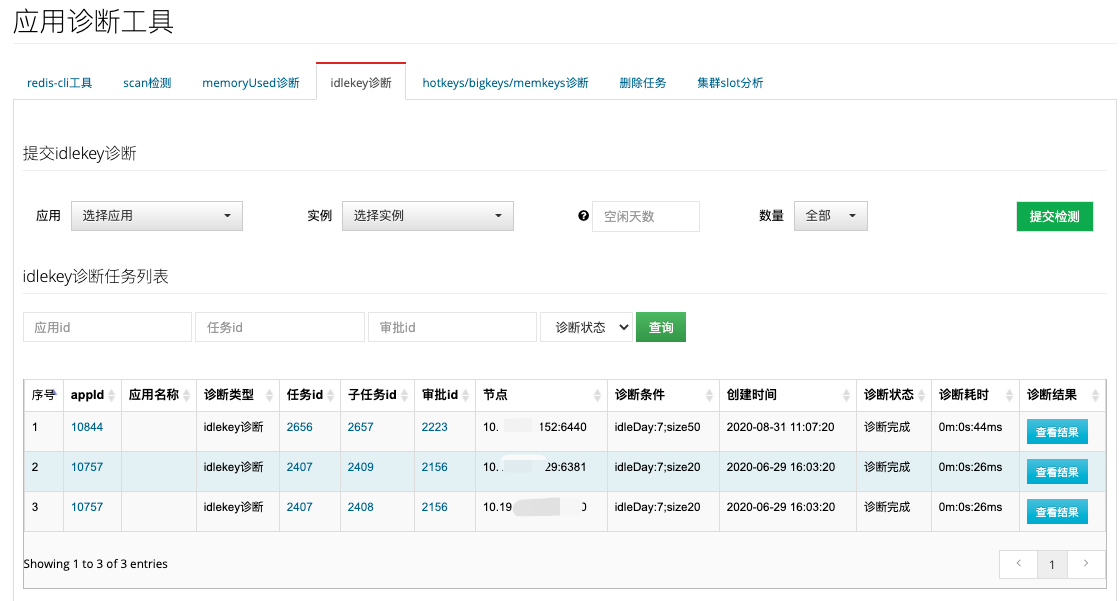 应用诊断工具
redis-cli工具 scan检测 memoryUsed诊断 idlekey诊断 hotkeys/bigkeys/memkeys诊断 删除任务 集群slot分析
提交idlekey诊断
应用 选择应用 实例 选择实例 ? 空闲天数 数量 全部 提交检测
idlekey诊断任务列表
应用id 任务id 审批id 诊断状态 查询
序号 appId 应用名称 诊断类型 任务id 子任务id 审批id 节点 诊断条件 创建时间 诊断状态 诊断耗时 诊断结果
1 10844 idlekey诊断 2656 2657 2223 10. 152:6440 idleDay:7;size50 2020-08-31 11:07:20 诊断完成 0m:0s:44ms 查看结果
2 10757 idlekey诊断 2407 2409 2156 10. 29:6381 idleDay:7;size20 2020-06-29 16:03:20 诊断完成 0m:0s:26ms 查看结果
3 10757 idlekey诊断 2407 2408 2156 10.19 idleDay:7;size20 2020-06-29 16:03:20 诊断完成 0m:0s:26ms 查看结果
Showing 1 to 3 of 3 entries
< 1 >